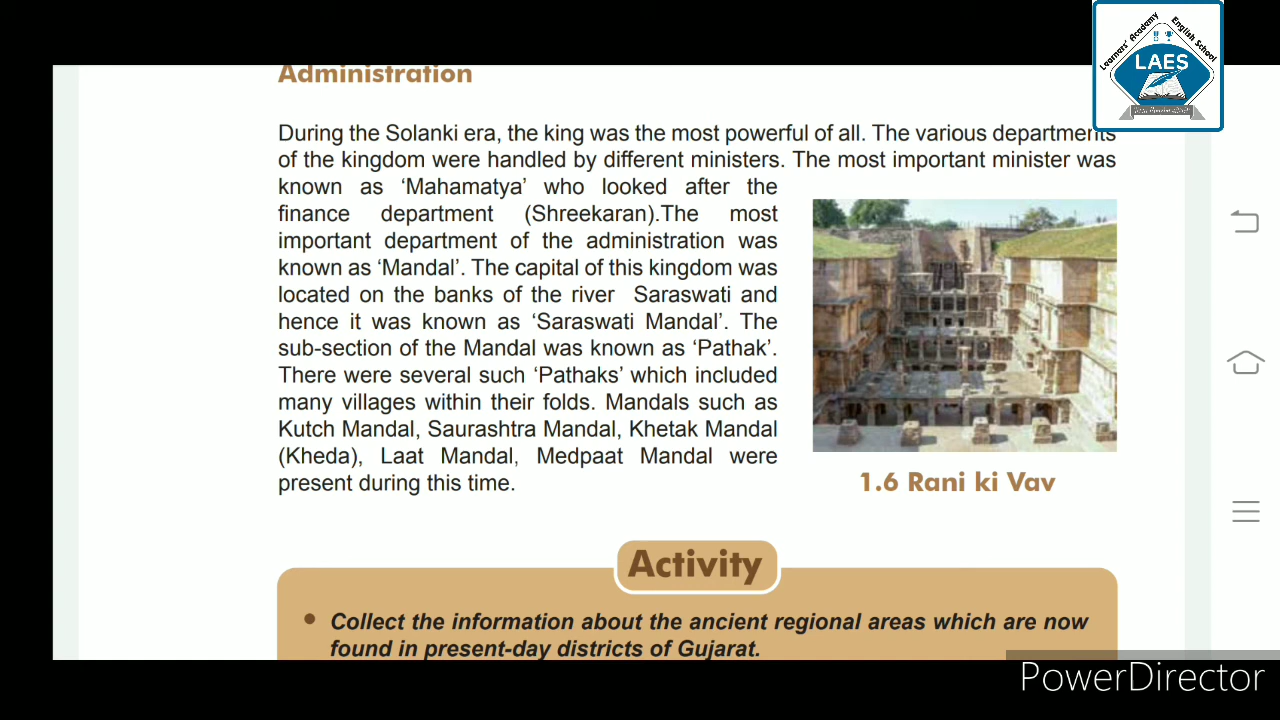 Learners' Academy English School
LAES
Administration
During the Solanki era, the king was the most powerful of all. The various departments
of the kingdom were handled by different ministers. The most important minister was
known as ‘Mahamatya’ who looked after the
finance department (Shreekaran).The most
important department of the administration was
known as ‘Mandal’. The capital of this kingdom was
located on the banks of the river Saraswati and
hence it was known as ‘Saraswati Mandal’. The
sub-section of the Mandal was known as ‘Pathak’.
There were several such ‘Pathaks’ which included
many villages within their folds. Mandals such as
Kutch Mandal, Saurashtra Mandal, Khetak Mandal
(Kheda), Laat Mandal, Medpaat Mandal were
present during this time.
1.6 Rani ki Vav
Activity
• Collect the information about the ancient regional areas which are now
found in present-day districts of Gujarat.
PowerDirector